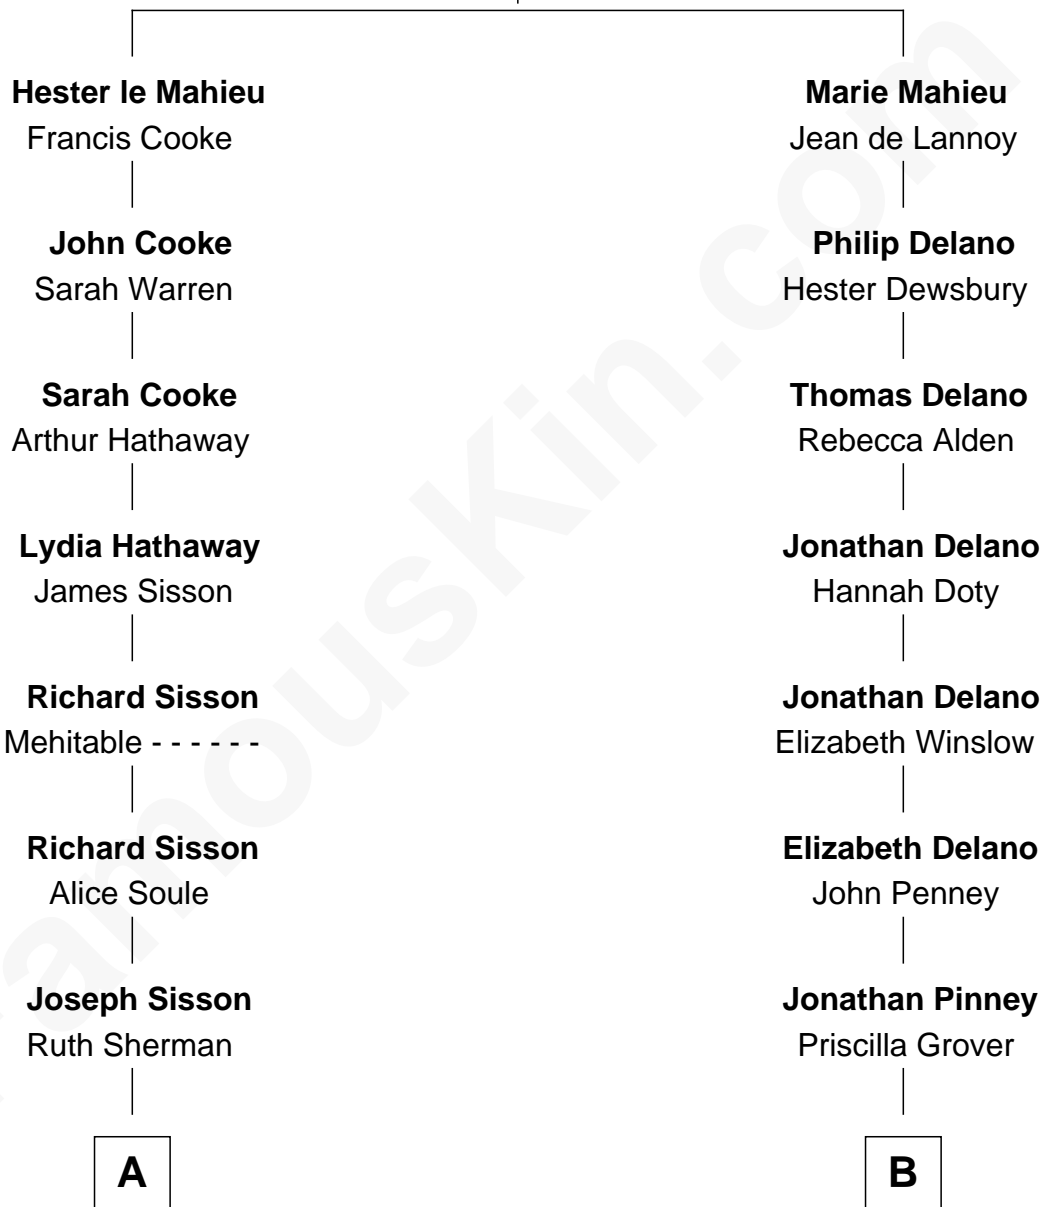 Hester le Mahieu
Francis Cooke
John Cooke
Sarah Warren
Sarah Cooke
Arthur Hathaway
Lydia Hathaway
James Sisson
Richard Sisson
Mehitable - - - - - -
Richard Sisson
Alice Soule
Joseph Sisson
Ruth Sherman
A
Marie Mahieu
Jean de Lannoy
Philip Delano
Hester Dewsbury
Thomas Delano
Rebecca Alden
Jonathan Delano
Hannah Doty
Jonathan Delano
Elizabeth Winslow
Elizabeth Delano
John Penney
Jonathan Pinney
Priscilla Grover
B
FamousKin.com